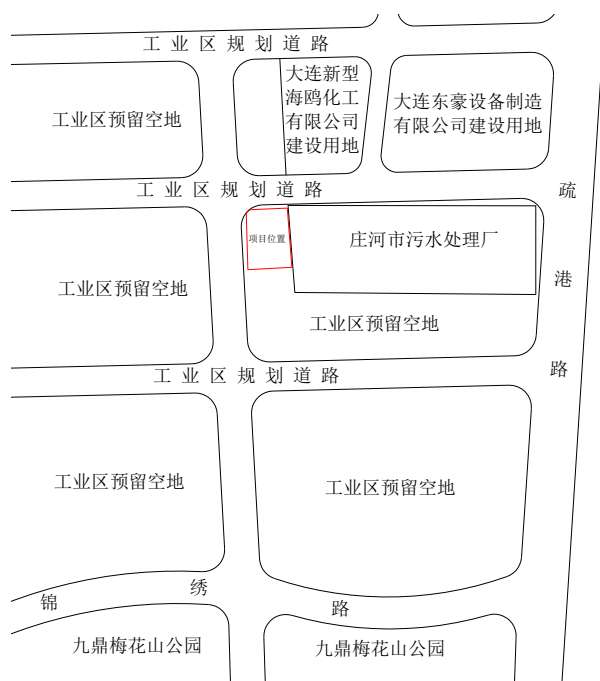 工业区规划道路
大连新型
海鸥化工
有限公司
建设用地
工业区预留空地
大连东豪设备制造
有限公司建设用地
工业区规划道路
疏港路
项目位置
庄河市污水处理厂
工业区预留空地
工业区预留空地
工业区规划道路
工业区预留空地
工业区预留空地
锦绣路
九鼎梅花山公园
九鼎梅花山公园